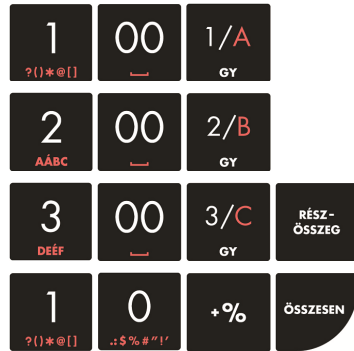 1 00 1/A
?()*@[] ⎵ GY
2 00 2/B
AÁBC ⎵ GY
3 00 3/C RÉSZ-
ÖSSZEG
DEÉF ⎵ GY
1 0 +% ÖSSZESEN
?()*@[] .:$%#"!'